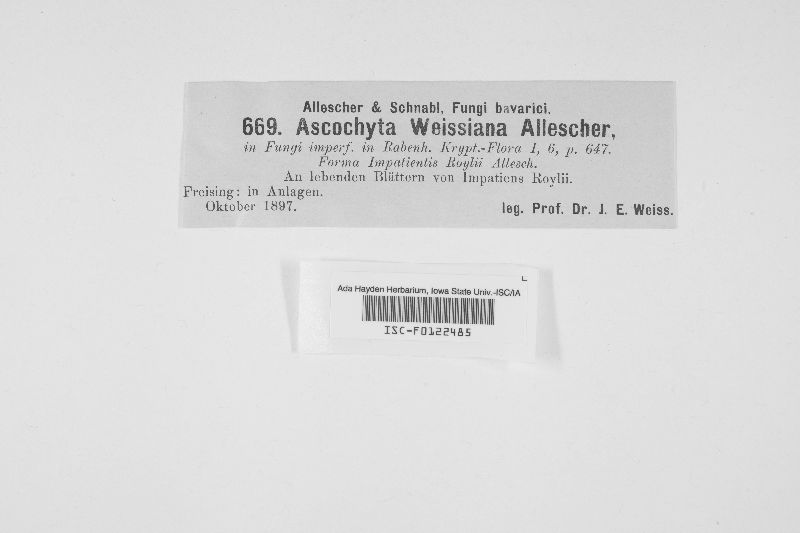 Allescher & Schnabl, Fungi bavarici.
669. Ascochyta Weissiana Allescher,
in Fungi imperf. in Rabenh. Krypt.-Flora I, 6, p. 647.
Forma Impatientis Roylii Allesch.
An lebenden Blättern von Impatiens Roylii.
Freising: in Anlagen.
Oktober 1897.
leg. Prof. Dr. J. E. Weiss.
L
Ada Hayden Herbarium, Iowa State Univ.-ISC/IA
ISC-F0122485